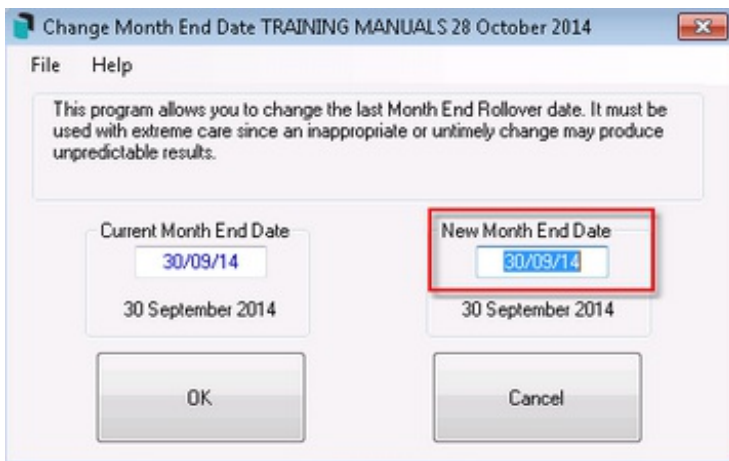 Change Month End Date TRAINING MANUALS 28 October 2014
File Help
This program allows you to change the last Month End Rollover date. It must be
used with extreme care since an inappropriate or untimely change may produce
unpredictable results.
Current Month End Date New Month End Date
30/09/14 30/09/14
30 September 2014 30 September 2014
OK Cancel